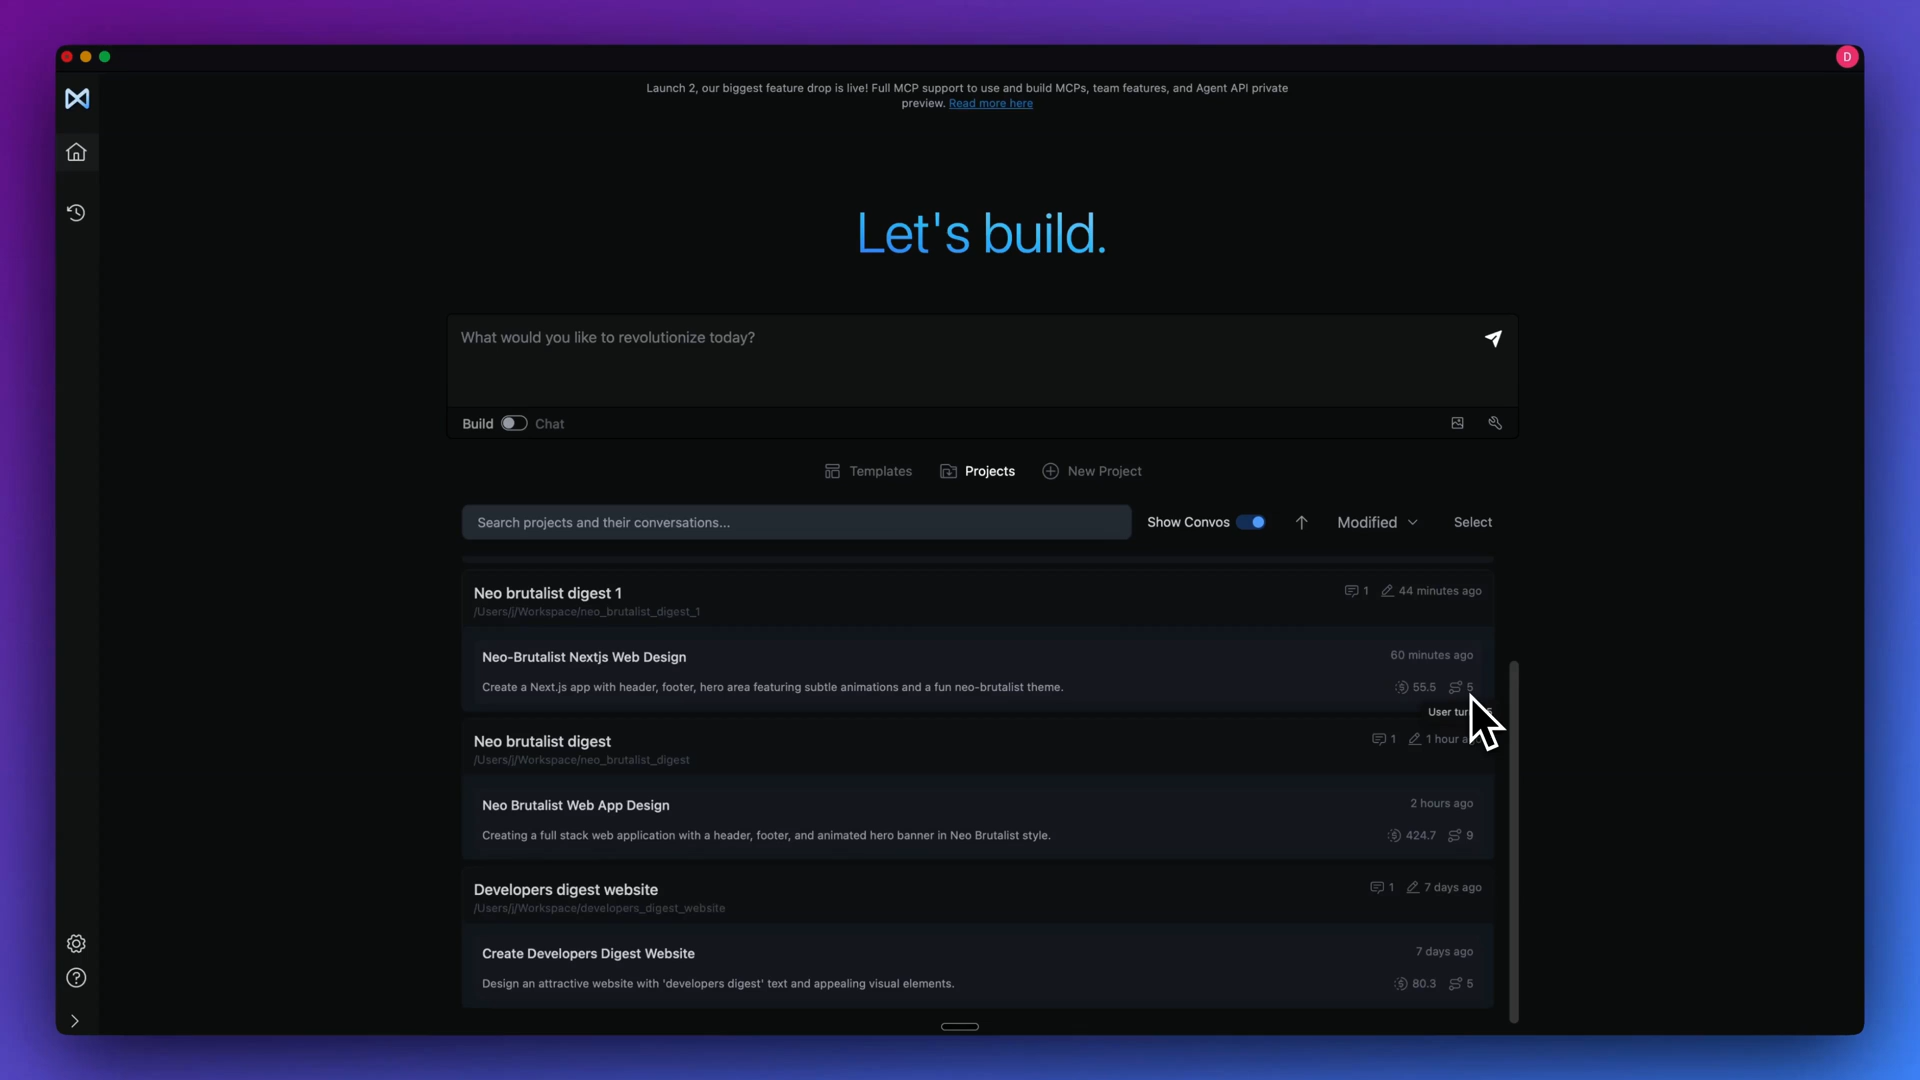 D
Launch 2, our biggest feature drop is live! Full MCP support to use and build MCPs, team features, and Agent API private
preview. Read more here
Let's build.
What would you like to revolutionize today?
Build Chat
Templates Projects New Project
Search projects and their conversations...
Show Convos Modified Select
Neo brutalist digest 1
1 44 minutes ago
/Users/j/Workspace/neo_brutalist_digest_1
Neo-Brutalist Nextjs Web Design
60 minutes ago
Create a Next.js app with header, footer, hero area featuring subtle animations and a fun neo-brutalist theme.
55.5 5
User
Neo brutalist digest
1 1 hour
/Users/j/Workspace/neo_brutalist_digest
Neo Brutalist Web App Design
2 hours ago
Creating a full stack web application with a header, footer, and animated hero banner in Neo Brutalist style.
424.7 9
Developers digest website
1 7 days ago
/Users/j/Workspace/developers_digest_website
Create Developers Digest Website
7 days ago
Design an attractive website with 'developers digest' text and appealing visual elements.
80.3 5